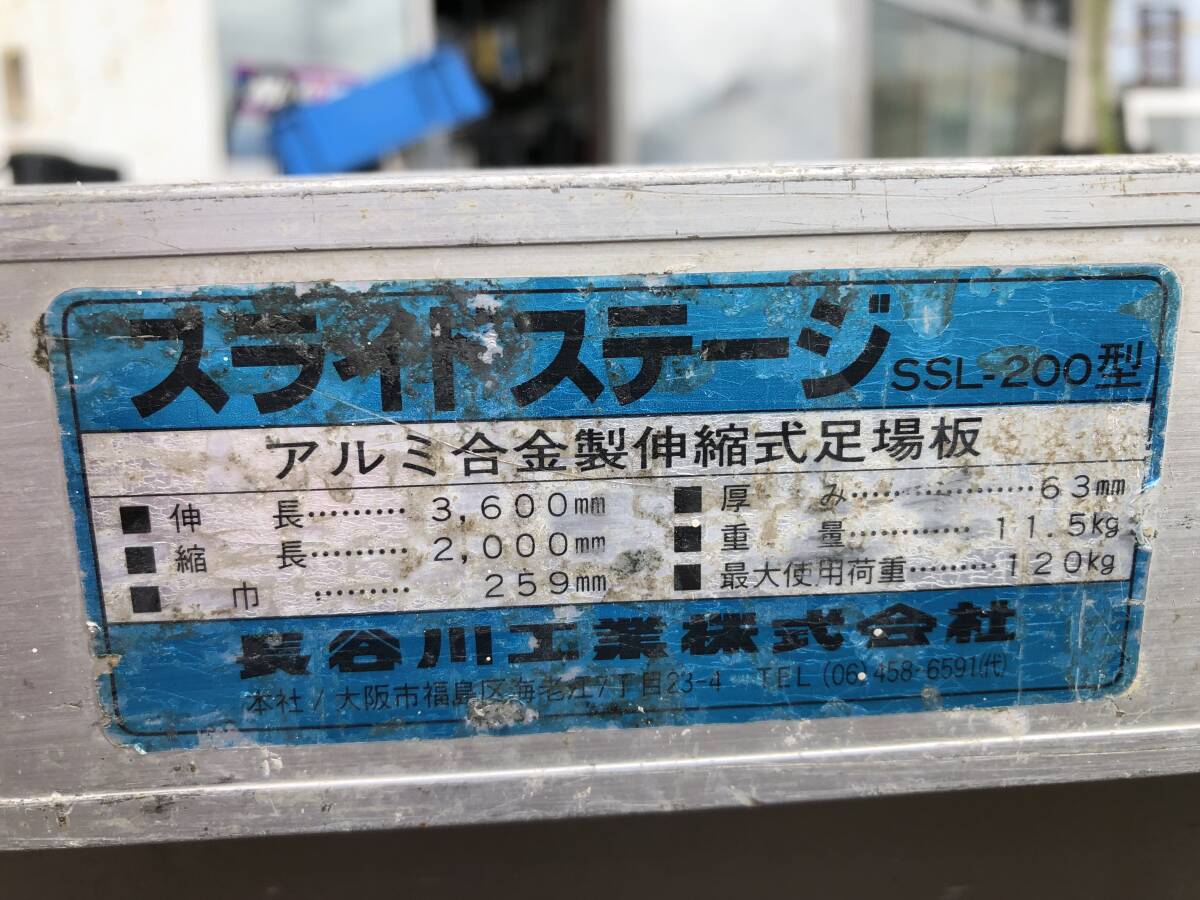 スライドステージ SSL-200型
アルミ合金製伸縮式足場板
■伸 長……… 3,600mm
■縮 長……… 2,000mm
■ 巾 ……… 259mm
■厚 み………………63mm
■重 量………… 11.5kg
■最大使用荷重………120kg
長谷川工業株式会社
本社/大阪市福島区海老江7丁目23-4 TEL (06)458-6591(代)